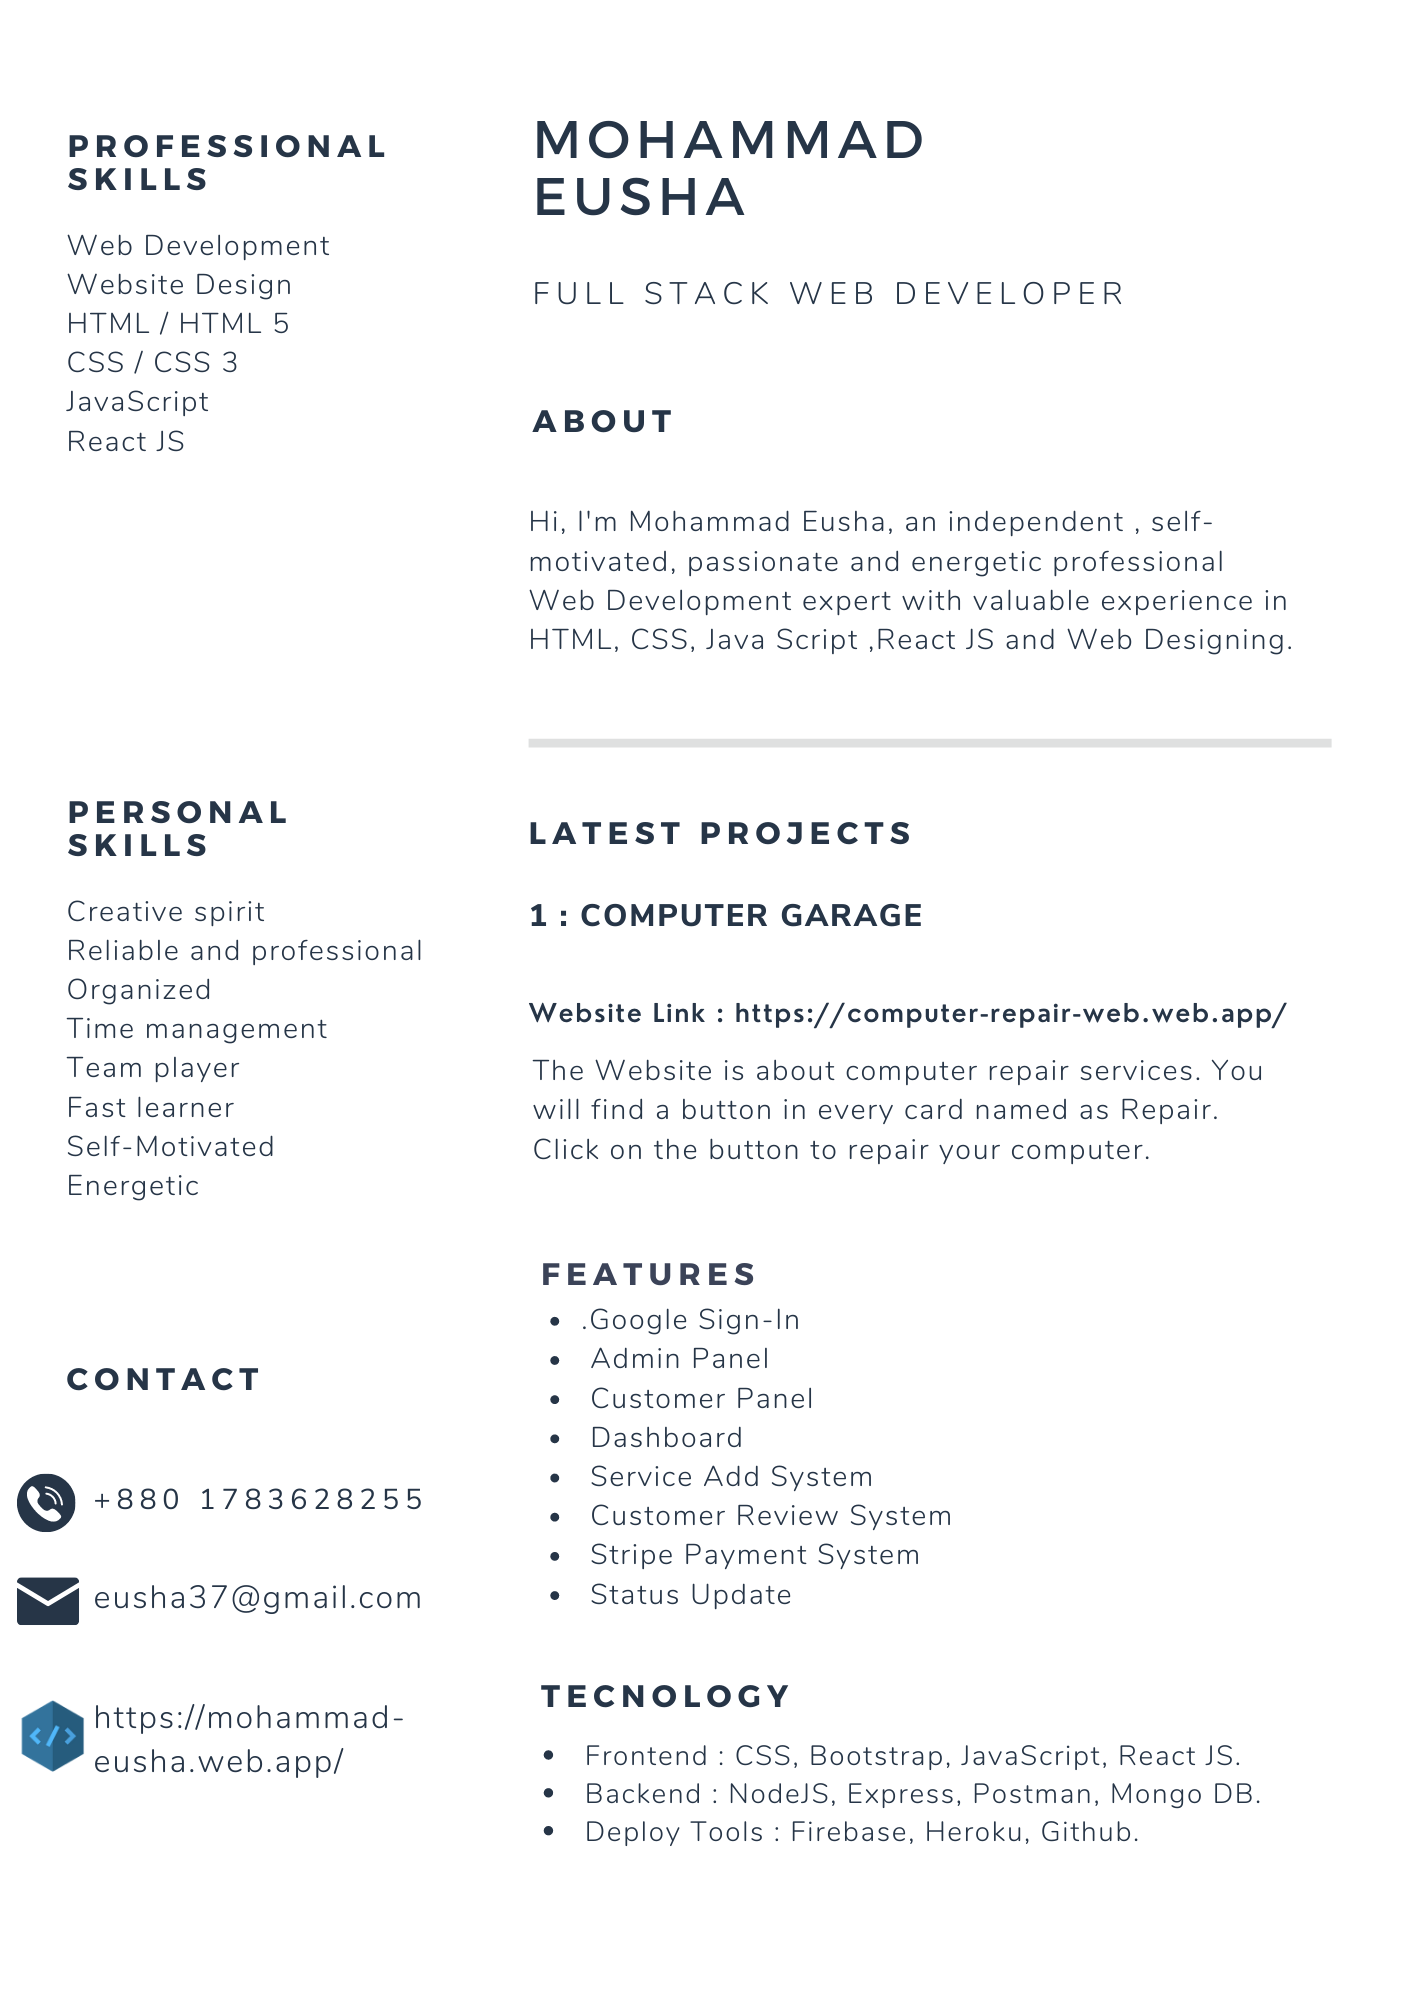 PROFESSIONAL
SKILLS
Web Development
Website Design
HTML / HTML 5
CSS / CSS 3
JavaScript
React JS
PERSONAL
SKILLS
Creative spirit
Reliable and professional
Organized
Time management
Team player
Fast learner
Self-Motivated
Energetic
CONTACT
+880 1783628255
eusha37@gmail.com
https://mohammad-
eusha.web.app/
MOHAMMAD
EUSHA
FULL STACK WEB DEVELOPER
ABOUT
Hi, I'm Mohammad Eusha, an independent , self-
motivated, passionate and energetic professional
Web Development expert with valuable experience in
HTML, CSS, Java Script ,React JS and Web Designing.
LATEST PROJECTS
1 : COMPUTER GARAGE
Website Link : https://computer-repair-web.web.app/
The Website is about computer repair services. You
will find a button in every card named as Repair.
Click on the button to repair your computer.
FEATURES
• .Google Sign-In
• Admin Panel
• Customer Panel
• Dashboard
• Service Add System
• Customer Review System
• Stripe Payment System
• Status Update
TECNOLOGY
• Frontend : CSS, Bootstrap, JavaScript, React JS.
• Backend : NodeJS, Express, Postman, Mongo DB.
• Deploy Tools : Firebase, Heroku, Github.